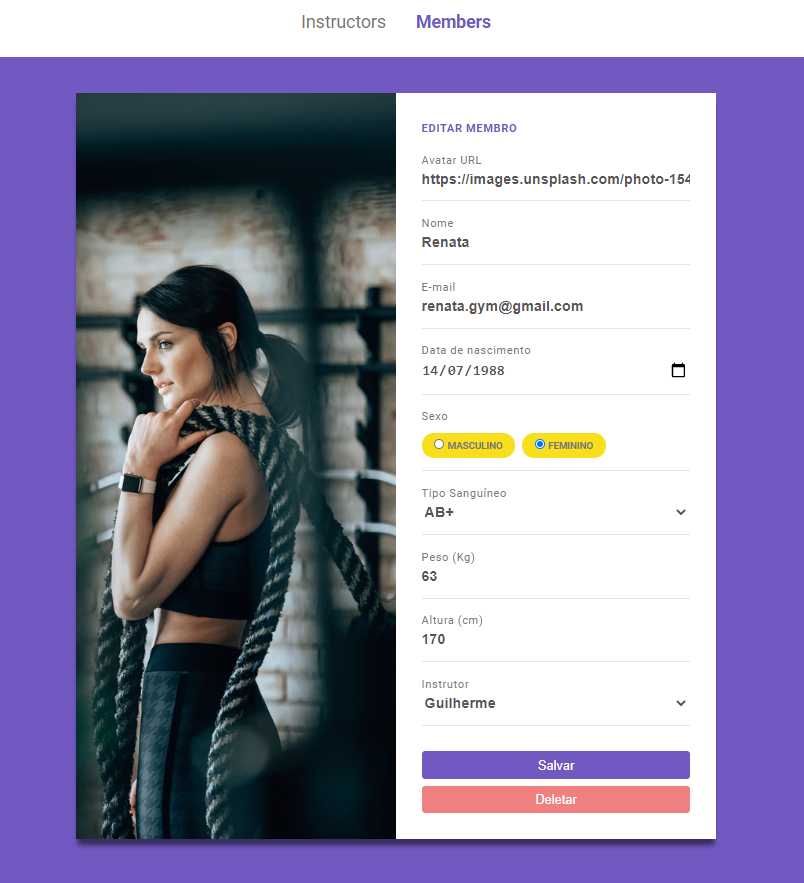 Instructors Members
EDITAR MEMBRO
Avatar URL
https://images.unsplash.com/photo-154
Nome
Renata
E-mail
renata.gym@gmail.com
Data de nascimento
14/07/1988
Sexo
MASCULINO FEMININO
Tipo Sanguíneo
AB+
Peso (Kg)
63
Altura (cm)
170
Instrutor
Guilherme
Salvar
Deletar